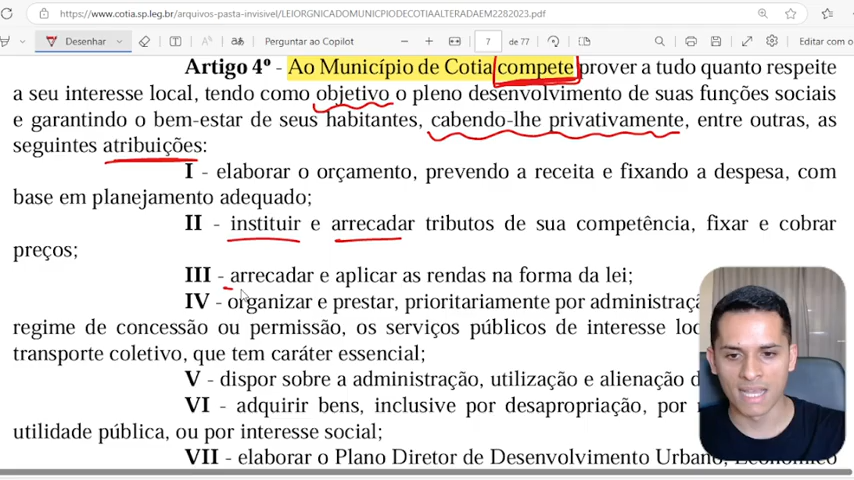 https://www.cotia.sp.leg.br/arquivos-pasta-invisivel/LEIORGNICADOMUNICPIODECOTIAALTERADAEM2282023.pdf
Desenhar
aあ
Perguntar ao Copilot
7
de 77
Editar com o
Artigo 4º - Ao Município de Cotia compete prover a tudo quanto respeite
a seu interesse local, tendo como objetivo o pleno desenvolvimento de suas funções sociais
e garantindo o bem-estar de seus habitantes, cabendo-lhe privativamente, entre outras, as
seguintes atribuições:
I - elaborar o orçamento, prevendo a receita e fixando a despesa, com
base em planejamento adequado;
II - instituir e arrecadar tributos de sua competência, fixar e cobrar
preços;
III - arrecadar e aplicar as rendas na forma da lei;
IV - organizar e prestar, prioritariamente por
regime de concessão ou permissão, os serviços públicos de interesse
transporte coletivo, que tem caráter essencial;
V - dispor sobre a administração, utilização e alienação
VI - adquirir bens, inclusive por desapropriação, por
utilidade pública, ou por interesse social;
VII - elaborar o Plano Diretor de Desenvolvimento Urbano, Econômico